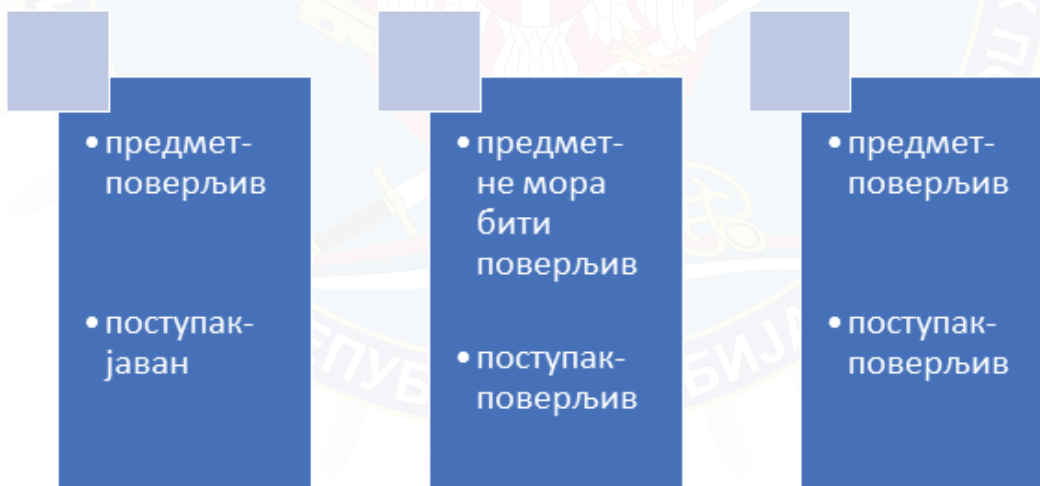 • предмет-
поверљив
• поступак-
јаван
• предмет-
не мора
бити
поверљив
• поступак-
поверљив
• предмет-
поверљив
• поступак-
поверљив